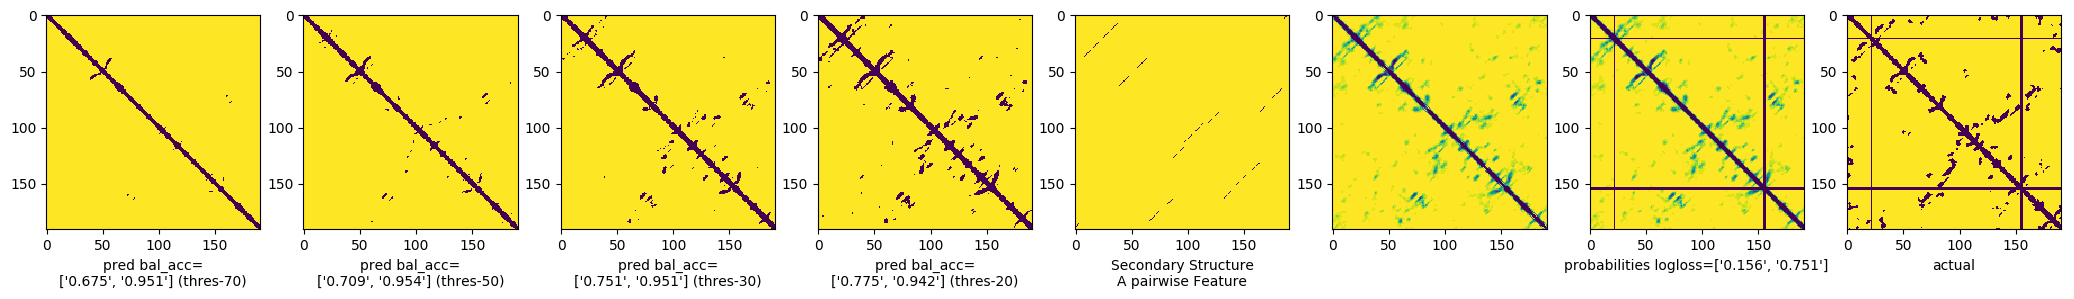 0
50
100
150
0 50 100 150
pred bal_acc=
['0.675', '0.951'] (thres-70)
0
50
100
150
0 50 100 150
pred bal_acc=
['0.709', '0.954'] (thres-50)
0
50
100
150
0 50 100 150
pred bal_acc=
['0.751', '0.951'] (thres-30)
0
50
100
150
0 50 100 150
pred bal_acc=
['0.775', '0.942'] (thres-20)
0
50
100
150
0 50 100 150
Secondary Structure
A pairwise Feature
0
50
100
150
0 50 100 150
0
50
100
150
0 50 100 150
probabilities logloss=['0.156', '0.751']
0
50
100
150
0 50 100 150
actual